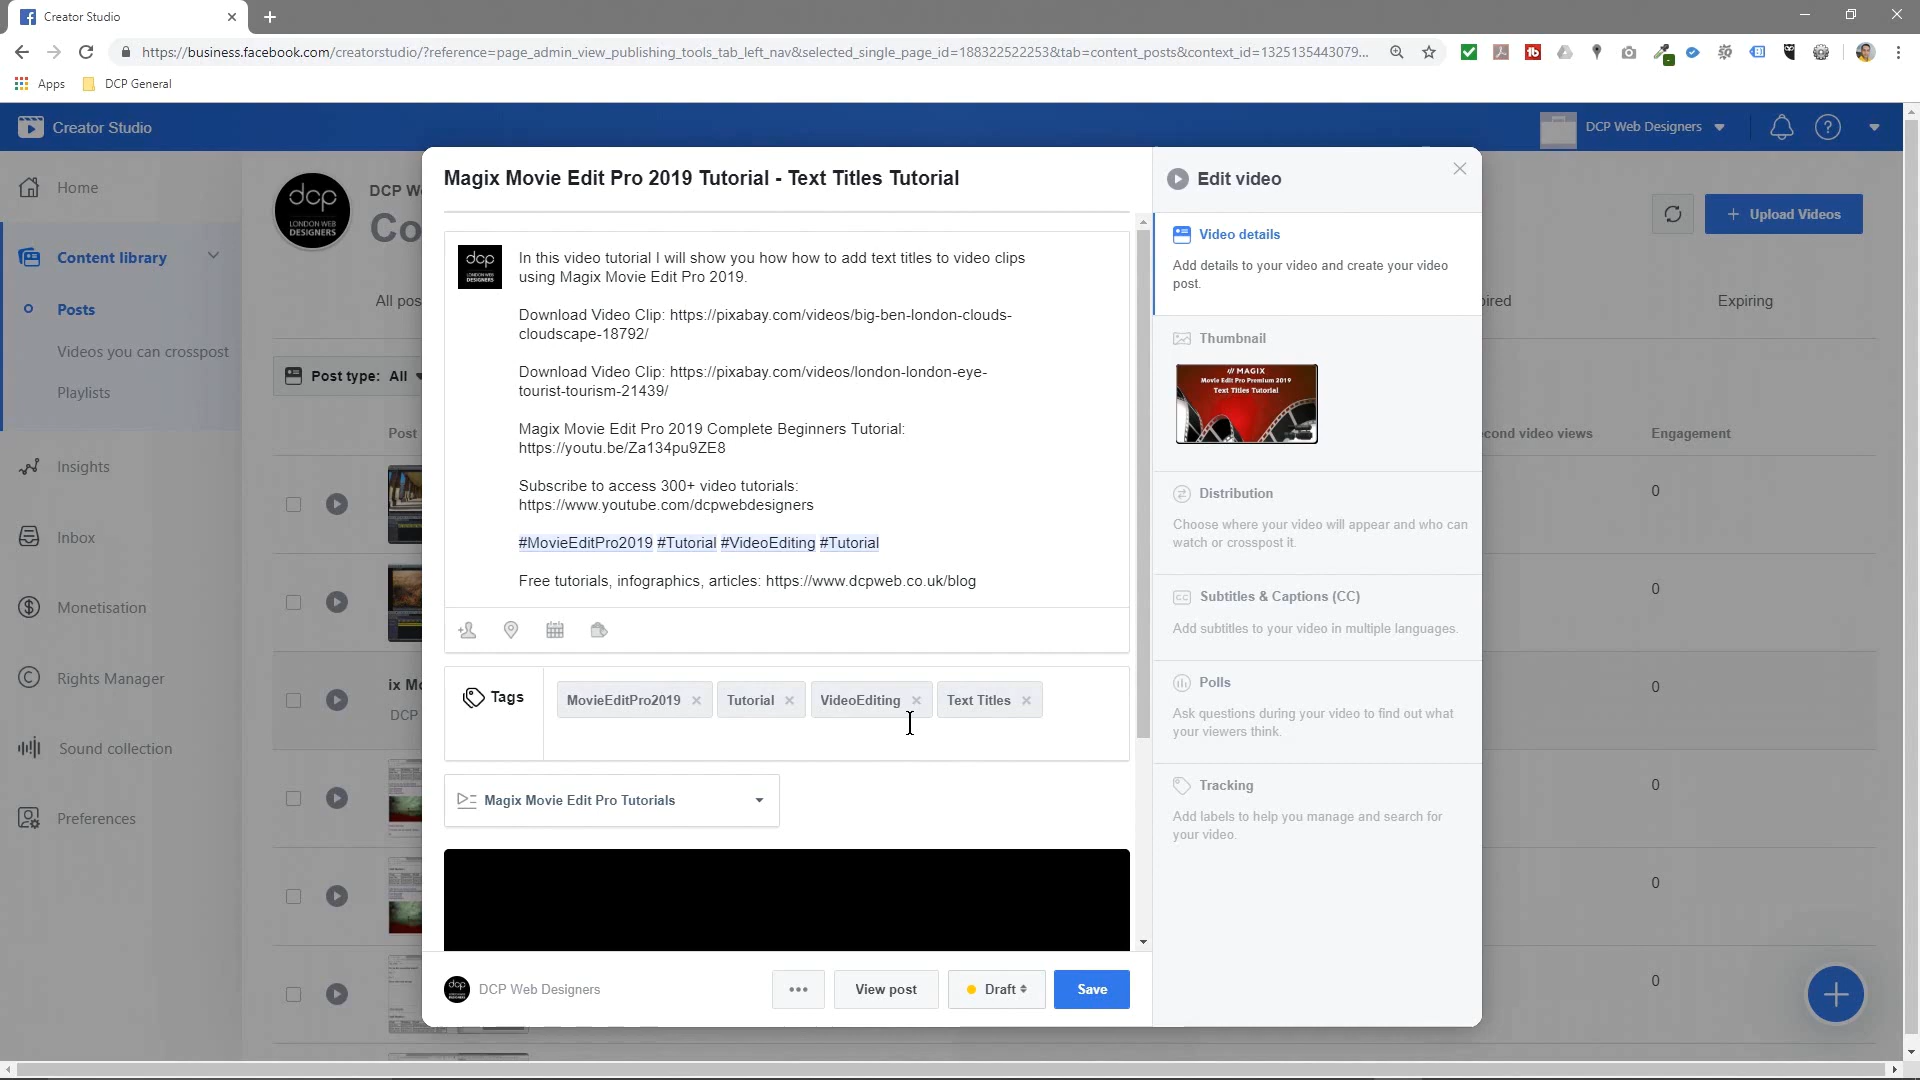 Creator Studio
https://business.facebook.com/creatorstudio/?reference=page_admin_view_publishing_tools_tab_left_nav&selected_single_page_id=188322522253&tab=content_posts&context_id=1325135443079...
Apps
DCP General
Creator Studio
DCP Web Designers
Home
Content library
Posts
Videos you can crosspost
Playlists
Insights
Inbox
Monetisation
Rights Manager
Sound collection
Preferences
dcp
LONDON WEB
DESIGNERS
DCP W
Co
Upload Videos
All pos
ired
Expiring
Post type: All
Post
cond video views
Engagement
ix Mo
DCP
0
0
0
0
0
0
Magix Movie Edit Pro 2019 Tutorial - Text Titles Tutorial
dcp
LONDON WEB
DESIGNERS
In this video tutorial I will show you how how to add text titles to video clips
using Magix Movie Edit Pro 2019.
Download Video Clip: https://pixabay.com/videos/big-ben-london-clouds-
cloudscape-18792/
Download Video Clip: https://pixabay.com/videos/london-london-eye-
tourist-tourism-21439/
Magix Movie Edit Pro 2019 Complete Beginners Tutorial:
https://youtu.be/Za134pu9ZE8
Subscribe to access 300+ video tutorials:
https://www.youtube.com/dcpwebdesigners
#MovieEditPro2019 #Tutorial #VideoEditing #Tutorial
Free tutorials, infographics, articles: https://www.dcpweb.co.uk/blog
Tags
MovieEditPro2019
Tutorial
VideoEditing
Text Titles
Magix Movie Edit Pro Tutorials
dcp
DCP Web Designers
View post
Draft
Save
Edit video
Video details
Add details to your video and create your video
post.
Thumbnail
MAGIX
Movie Edit Pro Premium 2019
Text Titles Tutorial
Distribution
Choose where your video will appear and who can
watch or crosspost it.
CC
Subtitles & Captions (CC)
Add subtitles to your video in multiple languages.
Polls
Ask questions during your video to find out what
your viewers think.
Tracking
Add labels to help you manage and search for
your video.